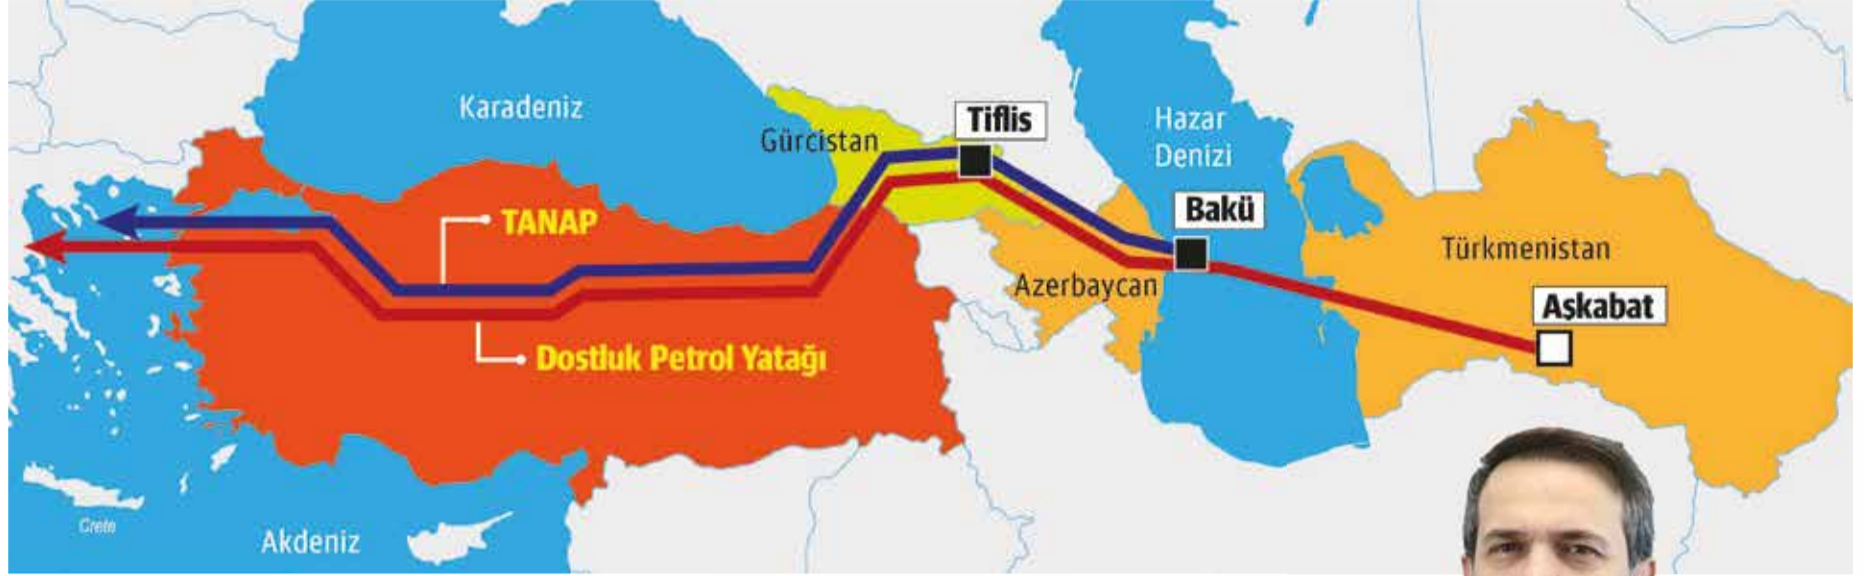 Karadeniz
Gürcistan
Tiflis
Hazar
Denizi
Bakü
TANAP
Türkmenistan
Azerbaycan
Aşkabat
Dostluk Petrol Yatağı
Crete
Akdeniz